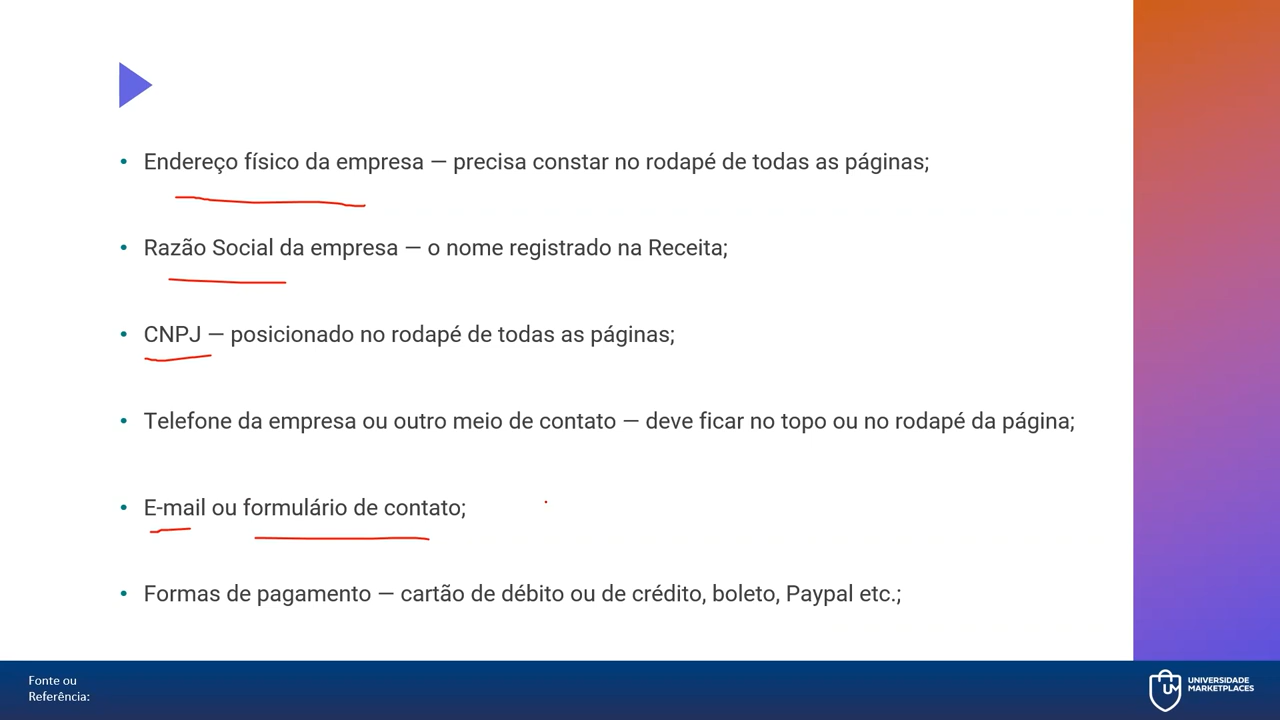 • Endereço físico da empresa — precisa constar no rodapé de todas as páginas;
• Razão Social da empresa — o nome registrado na Receita;
• CNPJ — posicionado no rodapé de todas as páginas;
• Telefone da empresa ou outro meio de contato — deve ficar no topo ou no rodapé da página;
• E-mail ou formulário de contato;
• Formas de pagamento — cartão de débito ou de crédito, boleto, Paypal etc.;
Fonte ou
Referência:
UM
UNIVERSIDADE
MARKETPLACES